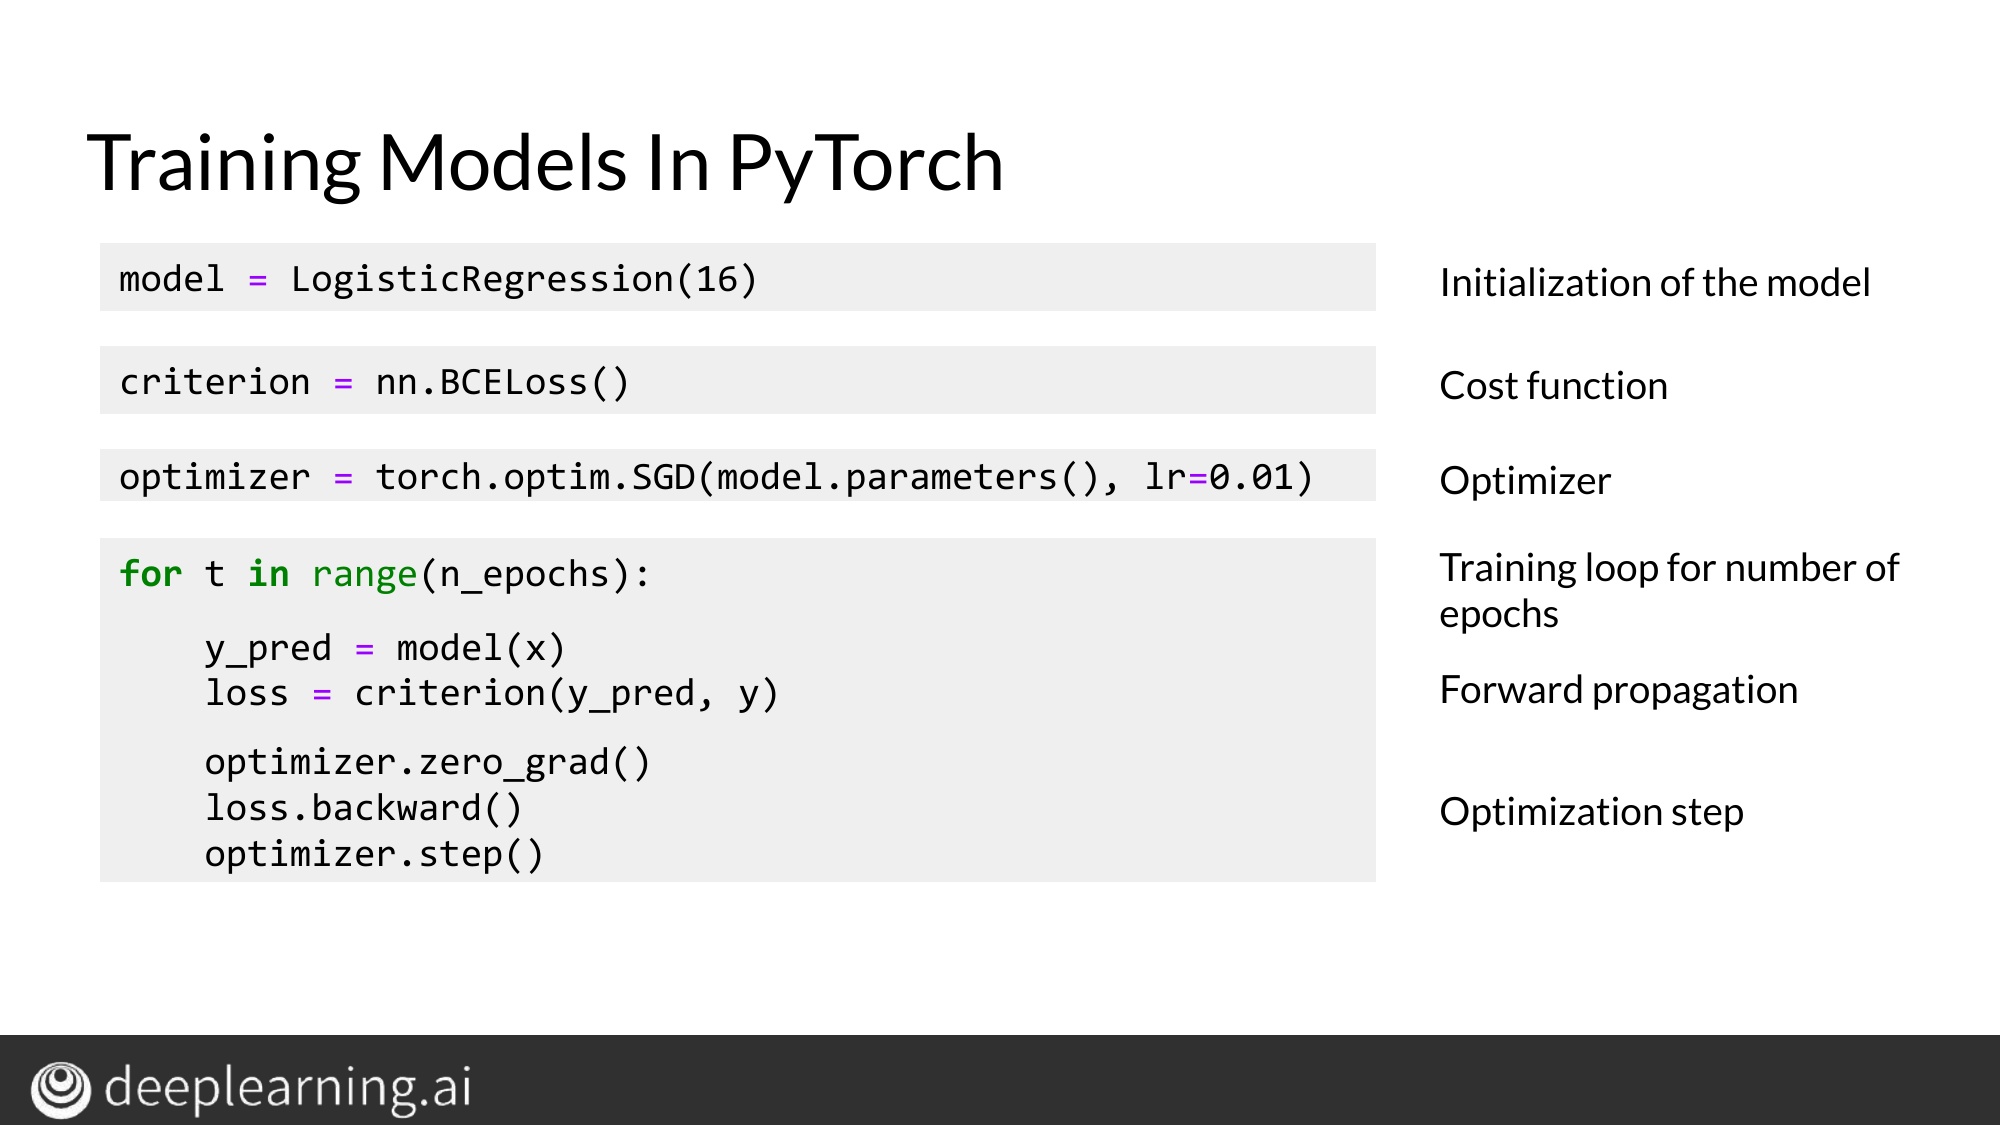 Training Models In PyTorch
model = LogisticRegression(16)
Initialization of the model
criterion = nn.BCELoss()
Cost function
optimizer = torch.optim.SGD(model.parameters(), lr=0.01)
Optimizer
for t in range(n_epochs):
Training loop for number of
epochs
    y_pred = model(x)
    loss = criterion(y_pred, y)
Forward propagation
    optimizer.zero_grad()
    loss.backward()
    optimizer.step()
Optimization step
deeplearning.ai